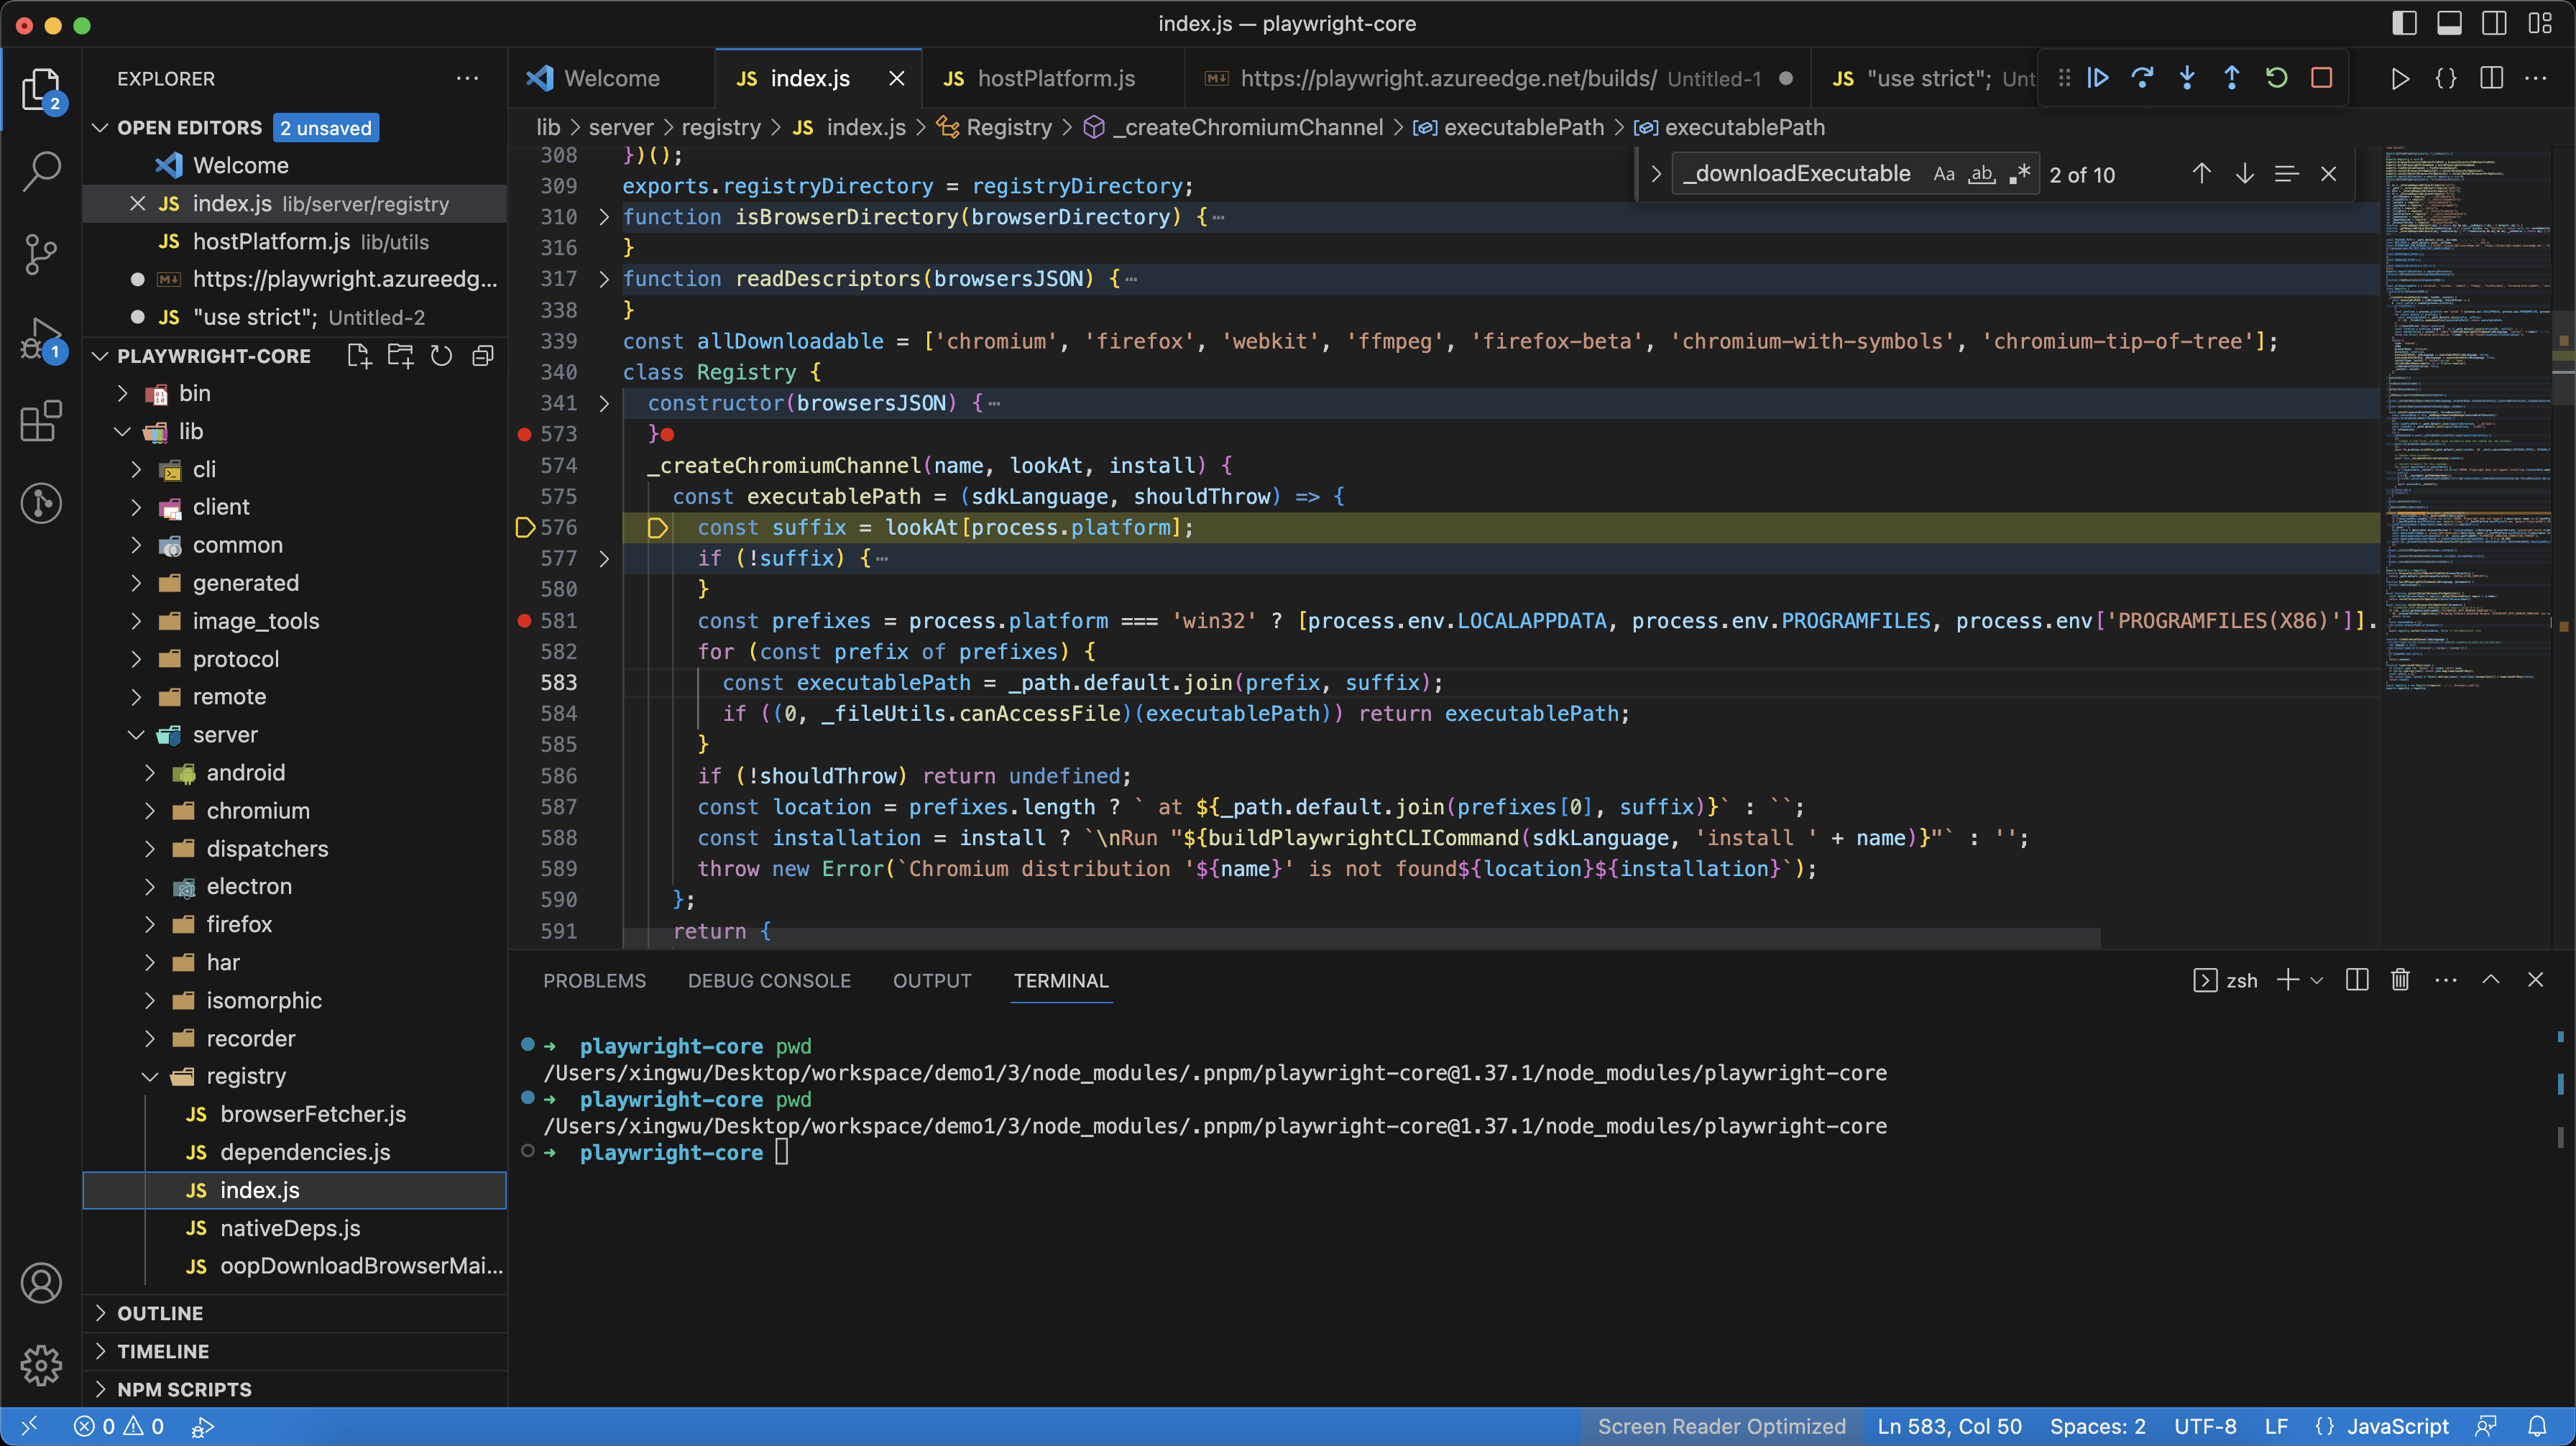 index.js — playwright-core
EXPLORER
OPEN EDITORS 2 unsaved
Welcome
index.js lib/server/registry
hostPlatform.js lib/utils
https://playwright.azureedg...
"use strict"; Untitled-2
PLAYWRIGHT-CORE
bin
lib
cli
client
common
generated
image_tools
protocol
remote
server
android
chromium
dispatchers
electron
firefox
har
isomorphic
recorder
registry
JS browserFetcher.js
JS dependencies.js
JS index.js
JS nativeDeps.js
JS oopDownloadBrowserMai...
OUTLINE
TIMELINE
NPM SCRIPTS
Welcome
JS index.js
JS hostPlatform.js
https://playwright.azureedge.net/builds/ Untitled-1
JS "use strict"; Unt
lib > server > registry > JS index.js > Registry > _createChromiumChannel > executablePath > executablePath
_downloadExecutable Aa ab 2 of 10
308 })();
309 exports.registryDirectory = registryDirectory;
310 function isBrowserDirectory(browserDirectory) {⋯
316 }
317 function readDescriptors(browsersJSON) {⋯
338 }
339 const allDownloadable = ['chromium', 'firefox', 'webkit', 'ffmpeg', 'firefox-beta', 'chromium-with-symbols', 'chromium-tip-of-tree'];
340 class Registry {
341 constructor(browsersJSON) {⋯
573 }
574 _createChromiumChannel(name, lookAt, install) {
575 const executablePath = (sdkLanguage, shouldThrow) => {
576 const suffix = lookAt[process.platform];
577 if (!suffix) {⋯
580 }
581 const prefixes = process.platform === 'win32' ? [process.env.LOCALAPPDATA, process.env.PROGRAMFILES, process.env['PROGRAMFILES(X86)']].
582 for (const prefix of prefixes) {
583 const executablePath = _path.default.join(prefix, suffix);
584 if ((0, _fileUtils.canAccessFile)(executablePath)) return executablePath;
585 }
586 if (!shouldThrow) return undefined;
587 const location = prefixes.length ? ` at ${_path.default.join(prefixes[0], suffix)}` : ``;
588 const installation = install ? `\nRun "${buildPlaywrightCLICommand(sdkLanguage, 'install ' + name)}"` : '';
589 throw new Error(`Chromium distribution '${name}' is not found${location}${installation}`);
590 };
591 return {
PROBLEMS DEBUG CONSOLE OUTPUT TERMINAL
zsh
➜ playwright-core pwd
/Users/xingwu/Desktop/workspace/demo1/3/node_modules/.pnpm/playwright-core@1.37.1/node_modules/playwright-core
➜ playwright-core pwd
/Users/xingwu/Desktop/workspace/demo1/3/node_modules/.pnpm/playwright-core@1.37.1/node_modules/playwright-core
➜ playwright-core
0 0
Screen Reader Optimized Ln 583, Col 50 Spaces: 2 UTF-8 LF {} JavaScript